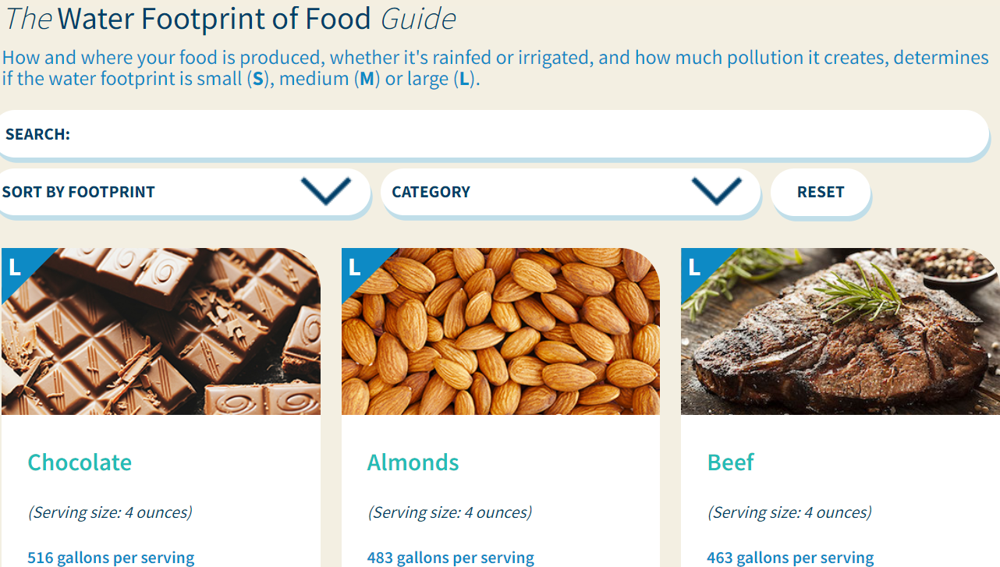 The Water Footprint of Food Guide
How and where your food is produced, whether it's rainfed or irrigated, and how much pollution it creates, determines
if the water footprint is small (S), medium (M) or large (L).
SEARCH:
SORT BY FOOTPRINT CATEGORY RESET
L L L
Chocolate Almonds Beef
(Serving size: 4 ounces) (Serving size: 4 ounces) (Serving size: 4 ounces)
516 gallons per serving 483 gallons per serving 463 gallons per serving